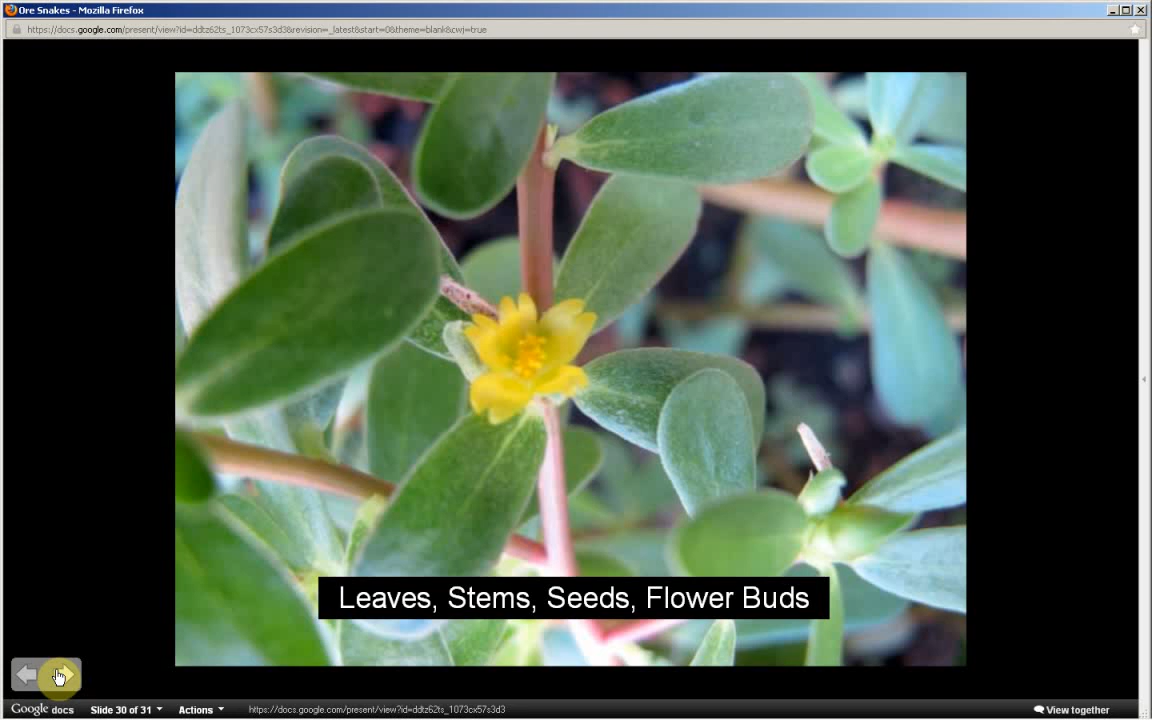 Ore Snakes - Mozilla Firefox
https://docs.google.com/present/view?id=ddtz62ts_1073cx57s3d3&revision=_latest&start=0&theme=blank&cwj=true
Leaves, Stems, Seeds, Flower Buds
Google docs Slide 30 of 31 Actions https://docs.google.com/present/view?id=ddtz62ts_1073cx57s3d3 View together